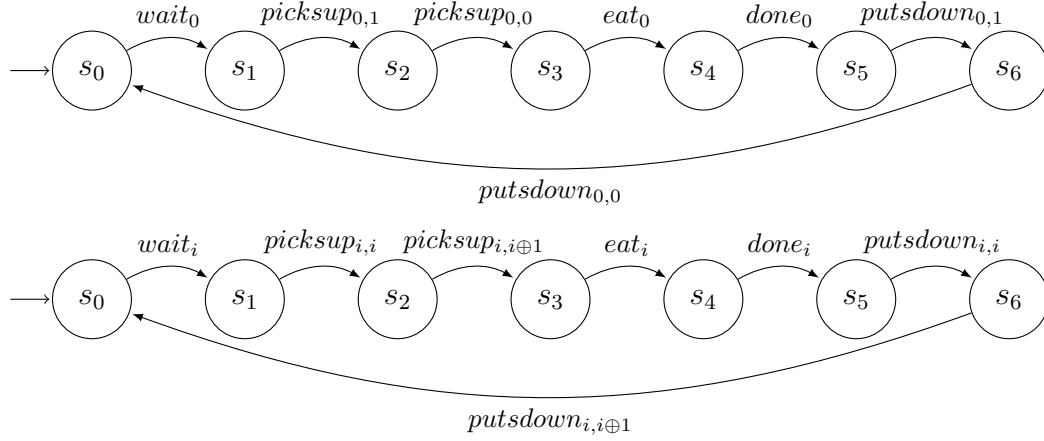 wait₀ picksup₀,₁ picksup₀,₀ eat₀ done₀ putsdown₀,₁
s₀ s₁ s₂ s₃ s₄ s₅ s₆
putsdown₀,₀
waitᵢ picksupᵢ,ᵢ picksupᵢ,ᵢ⊕₁ eatᵢ doneᵢ putsdownᵢ,ᵢ
s₀ s₁ s₂ s₃ s₄ s₅ s₆
putsdownᵢ,ᵢ⊕₁